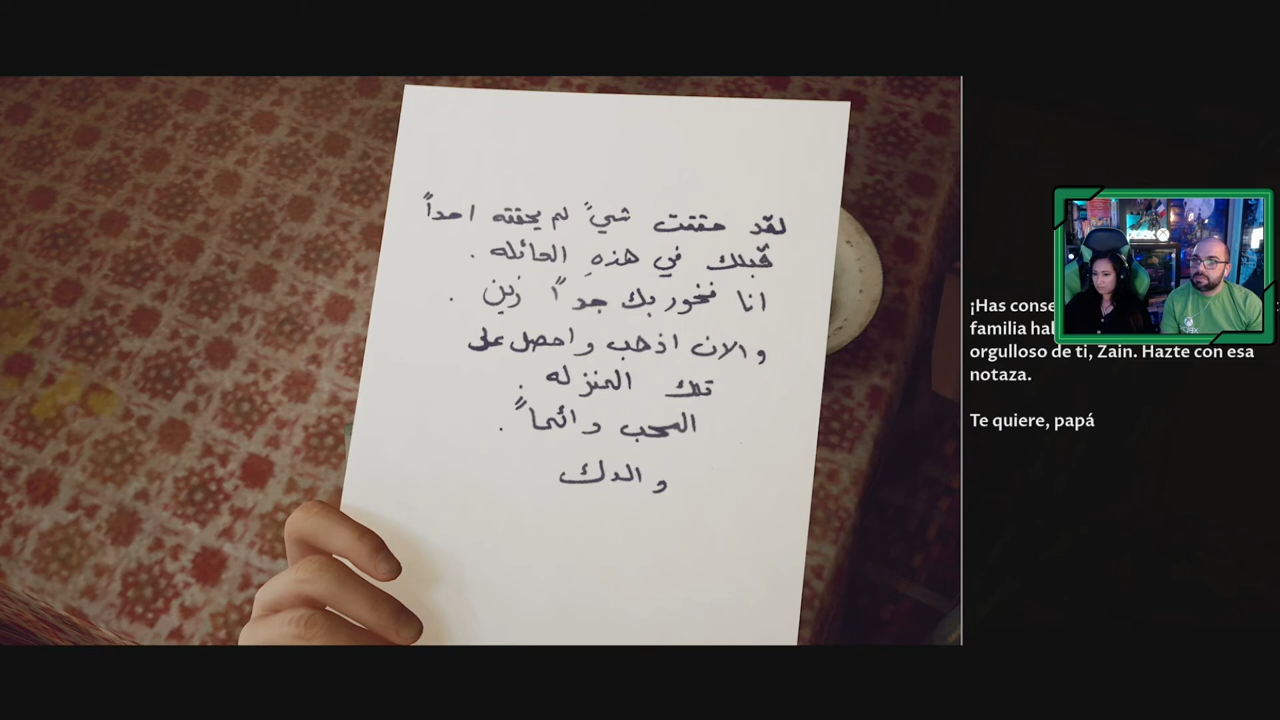 لقد حققت شيءً لم يحققه احداً
قبلك في هذهِ العائله .
انا فخور بك جداً زين .
والان اذهب واحصل على
تلك المنزله .
المحب دائماً .
والدك
¡Has conse
familia hab
orgulloso de ti, Zain. Hazte con esa
notaza.
Te quiere, papá
XBOX